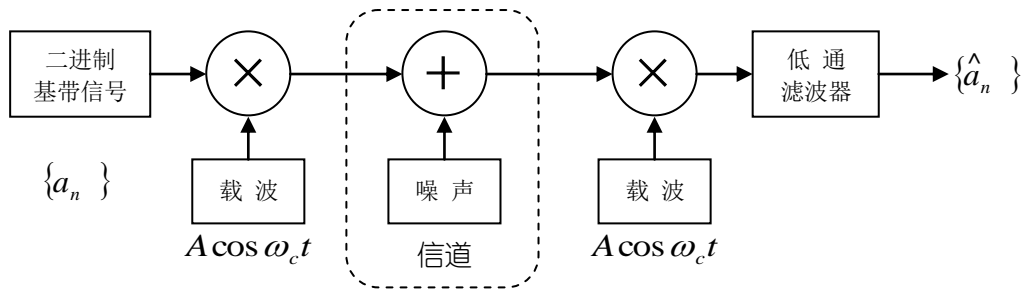 二进制
基带信号
×
+
×
低 通
滤波器
{â_n }
{a_n }
载 波
噪 声
载 波
A cos ω_c t
信道
A cos ω_c t